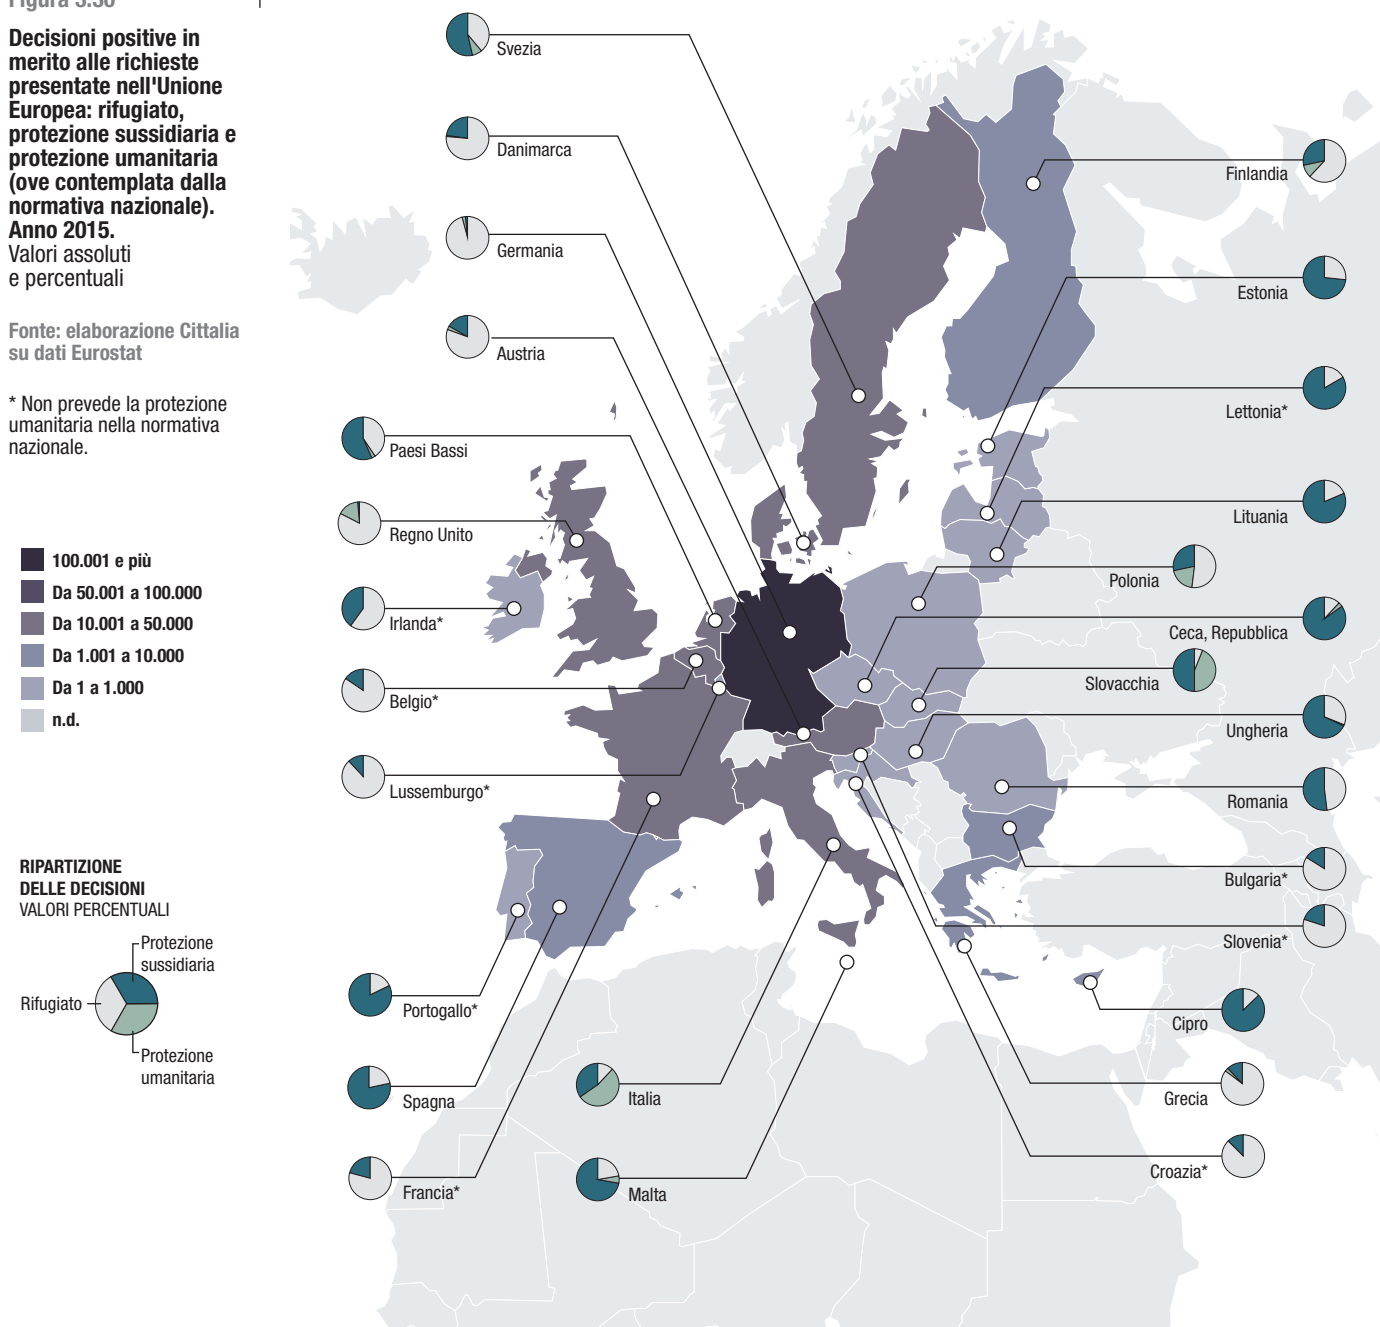 Figura 3.30
Decisioni positive in
merito alle richieste
presentate nell'Unione
Europea: rifugiato,
protezione sussidiaria e
protezione umanitaria
(ove contemplata dalla
normativa nazionale).
Anno 2015.
Valori assoluti
e percentuali
Fonte: elaborazione Cittalia
su dati Eurostat
* Non prevede la protezione
umanitaria nella normativa
nazionale.
100.001 e più
Da 50.001 a 100.000
Da 10.001 a 50.000
Da 1.001 a 10.000
Da 1 a 1.000
n.d.
RIPARTIZIONE
DELLE DECISIONI
VALORI PERCENTUALI
Protezione
sussidiaria
Rifugiato
Protezione
umanitaria
Svezia
Danimarca
Germania
Austria
Paesi Bassi
Regno Unito
Irlanda*
Belgio*
Lussemburgo*
Portogallo*
Spagna
Francia*
Italia
Malta
Finlandia
Estonia
Lettonia*
Lituania
Polonia
Ceca, Repubblica
Slovacchia
Ungheria
Romania
Bulgaria*
Slovenia*
Cipro
Grecia
Croazia*